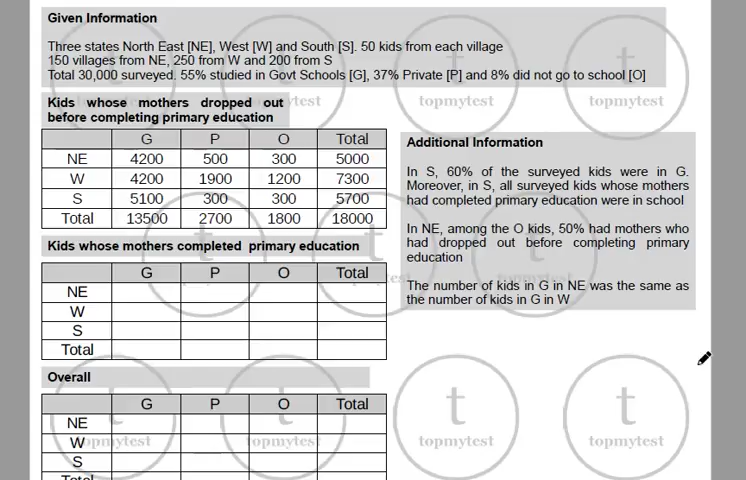 Given Information
Three states North East [NE], West [W] and South [S]. 50 kids from each village
150 villages from NE, 250 from W and 200 from S
Total 30,000 surveyed. 55% studied in Govt Schools [G], 37% Private [P] and 8% did not go to school [O]
Kids whose mothers dropped out
before completing primary education
G P O Total
NE 4200 500 300 5000
W 4200 1900 1200 7300
S 5100 300 300 5700
Total 13500 2700 1800 18000
Additional Information
In S, 60% of the surveyed kids were in G.
Moreover, in S, all surveyed kids whose mothers
had completed primary education were in school
In NE, among the O kids, 50% had mothers who
had dropped out before completing primary
education
The number of kids in G in NE was the same as
the number of kids in G in W
Kids whose mothers completed primary education
G P O Total
NE
W
S
Total
Overall
G P O Total
NE
W
S
Total
t
topmytest
t
topmytest
t
topmytest
t
topmytest